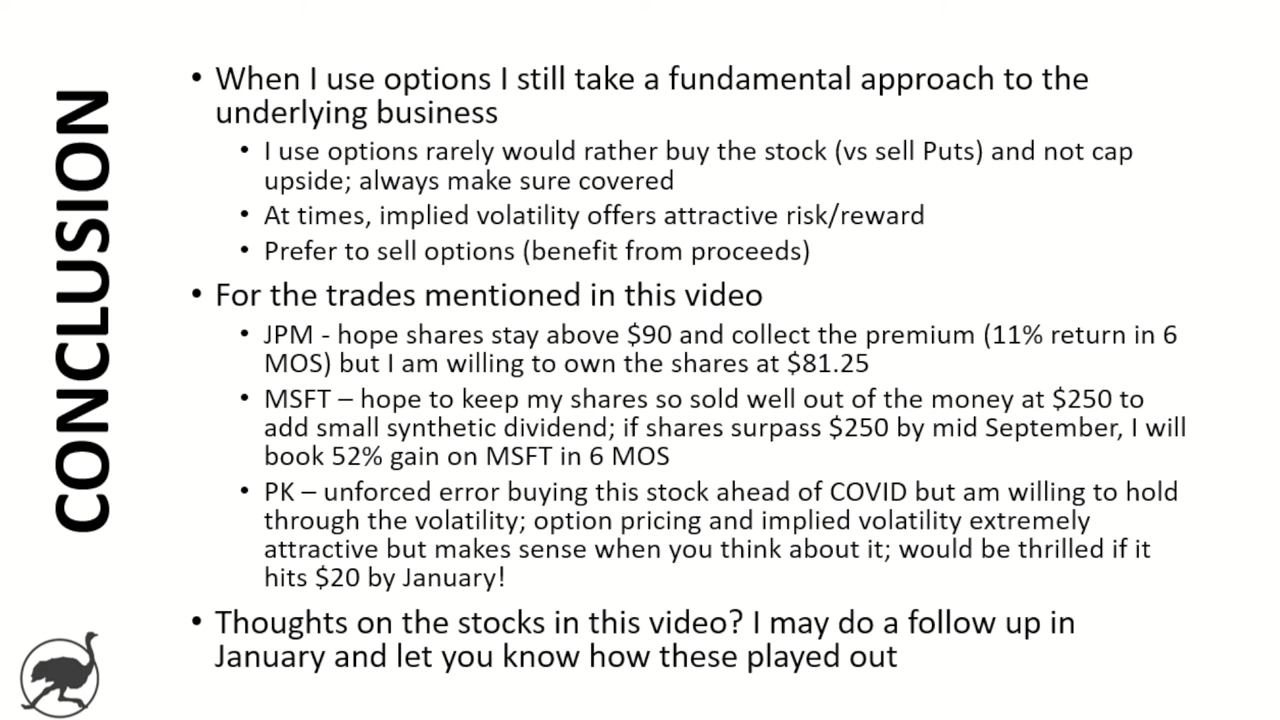 CONCLUSION
• When I use options I still take a fundamental approach to the
underlying business
• I use options rarely would rather buy the stock (vs sell Puts) and not cap
upside; always make sure covered
• At times, implied volatility offers attractive risk/reward
• Prefer to sell options (benefit from proceeds)
• For the trades mentioned in this video
• JPM - hope shares stay above $90 and collect the premium (11% return in 6
MOS) but I am willing to own the shares at $81.25
• MSFT – hope to keep my shares so sold well out of the money at $250 to
add small synthetic dividend; if shares surpass $250 by mid September, I will
book 52% gain on MSFT in 6 MOS
• PK – unforced error buying this stock ahead of COVID but am willing to hold
through the volatility; option pricing and implied volatility extremely
attractive but makes sense when you think about it; would be thrilled if it
hits $20 by January!
• Thoughts on the stocks in this video? I may do a follow up in
January and let you know how these played out